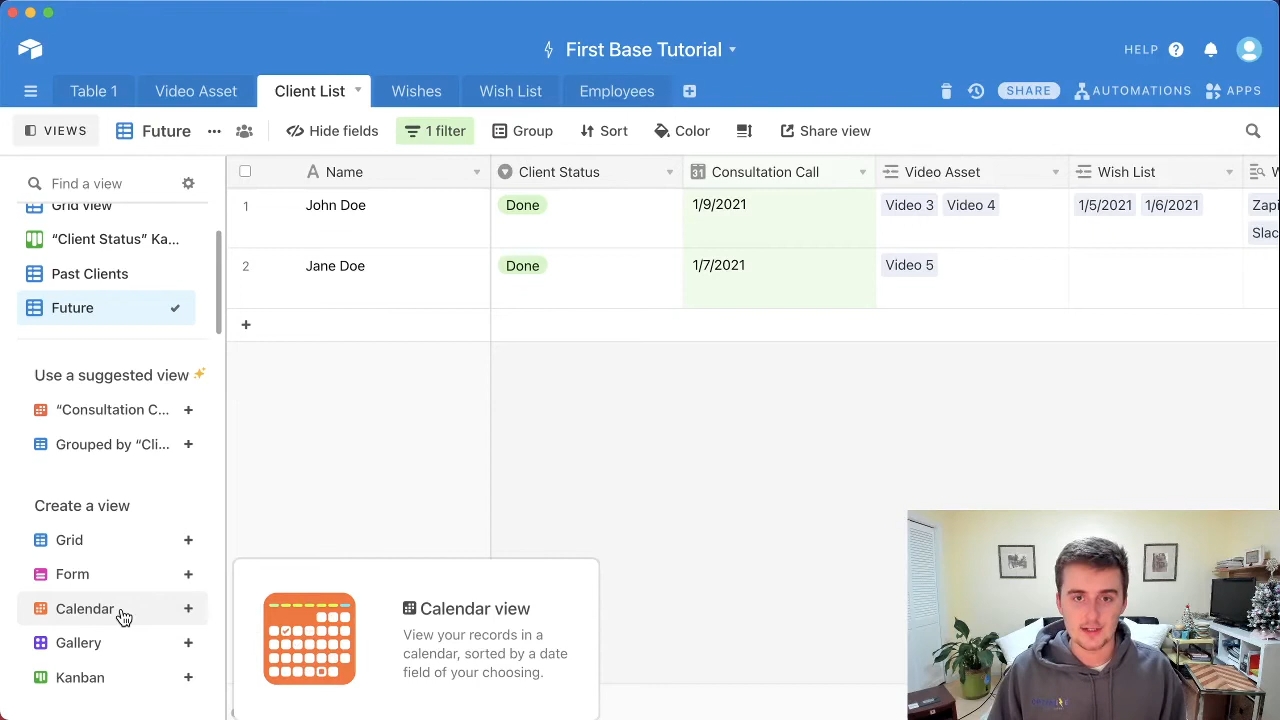 First Base Tutorial
HELP
Table 1
Video Asset
Client List
Wishes
Wish List
Employees
SHARE
AUTOMATIONS
APPS
VIEWS
Future
Hide fields
1 filter
Group
Sort
Color
Share view
Find a view
Grid view
"Client Status" Ka...
Past Clients
Future
Use a suggested view
"Consultation C...
Grouped by "Cli...
Create a view
Grid
Form
Calendar
Gallery
Kanban
Name
Client Status
31 Consultation Call
Video Asset
Wish List
1
John Doe
Done
1/9/2021
Video 3
Video 4
1/5/2021
1/6/2021
Zapi
Slac
2
Jane Doe
Done
1/7/2021
Video 5
Calendar view
View your records in a
calendar, sorted by a date
field of your choosing.